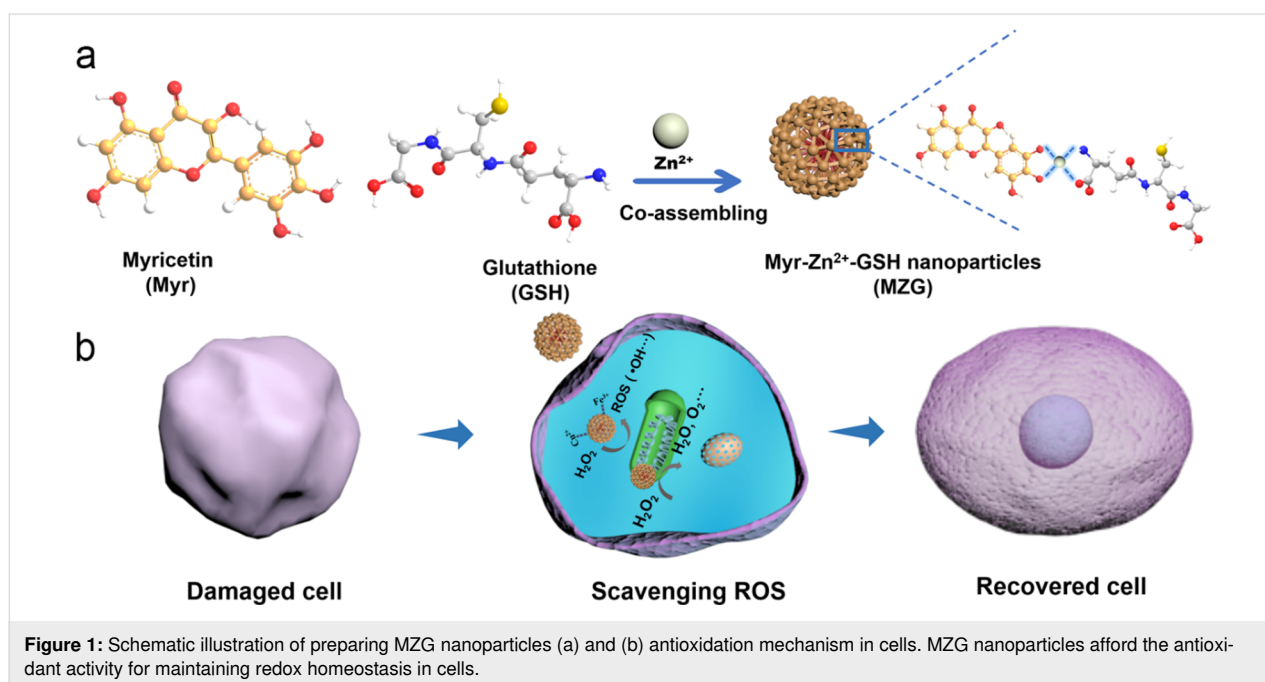 a
Zn²⁺
Co-assembling
Myricetin
(Myr)
Glutathione
(GSH)
Myr-Zn²⁺-GSH nanoparticles
(MZG)
b
Cu²⁺
Fe³⁺
ROS (•OH···)
H₂O₂
H₂O, O₂···
H₂O₂
Damaged cell
Scavenging ROS
Recovered cell
Figure 1: Schematic illustration of preparing MZG nanoparticles (a) and (b) antioxidation mechanism in cells. MZG nanoparticles afford the antioxi-
dant activity for maintaining redox homeostasis in cells.